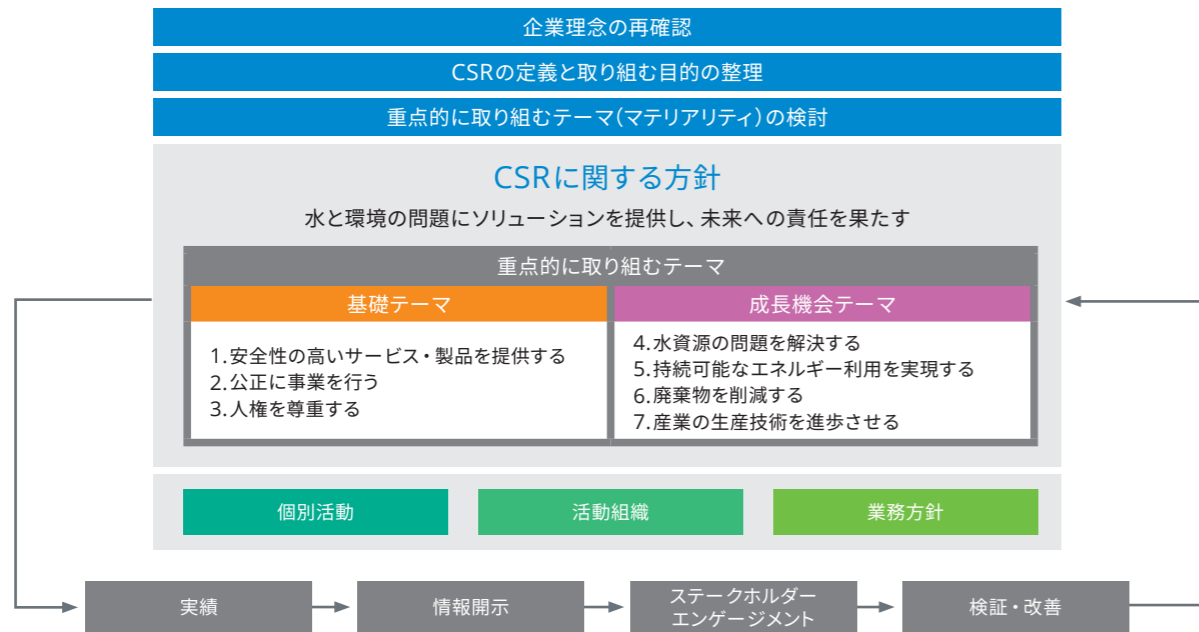 企業理念の再確認
CSRの定義と取り組む目的の整理
重点的に取り組むテーマ（マテリアリティ）の検討
CSRに関する方針
水と環境の問題にソリューションを提供し、未来への責任を果たす
重点的に取り組むテーマ
基礎テーマ
1.安全性の高いサービス・製品を提供する
2.公正に事業を行う
3.人権を尊重する
成長機会テーマ
4.水資源の問題を解決する
5.持続可能なエネルギー利用を実現する
6.廃棄物を削減する
7.産業の生産技術を進歩させる
個別活動
活動組織
業務方針
実績
情報開示
ステークホルダー
エンゲージメント
検証・改善